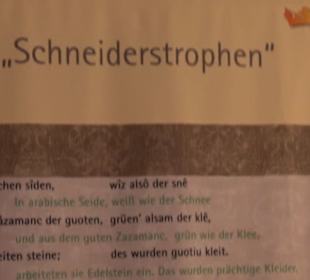 „Schneiderstrophen“
chen sîden, wîz alsô der snê
In arabische Seide, weiß wie der Schnee
azamanc der guoten, grüen' alsam der klê,
und aus dem guten Zazamanc, grün wie der Klee,
eiten steine; des wurden guotiu kleit.
arbeiteten sie Edelstein ein. Das wurden prächtige Kleider.